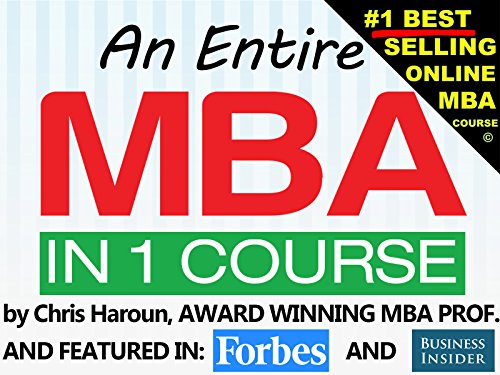 An Entire
MBA
IN 1 COURSE
by Chris Haroun, AWARD WINNING MBA PROF.
AND FEATURED IN: Forbes AND BUSINESS
INSIDER
#1 BEST
SELLING
ONLINE
MBA
COURSE
©